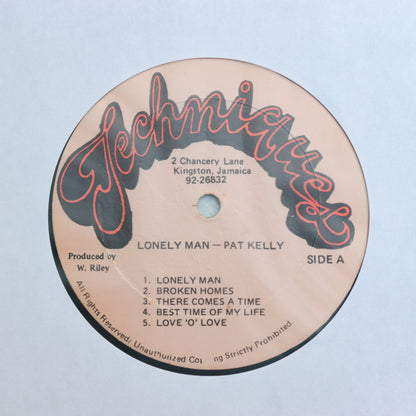 Techniques
2 Chancery Lane
Kingston, Jamaica
92-26832
LONELY MAN — PAT KELLY
Produced by
W. Riley
SIDE A
1. LONELY MAN
2. BROKEN HOMES
3. THERE COMES A TIME
4. BEST TIME OF MY LIFE
5. LOVE 'O' LOVE
All Rights Reserved. Unauthorized Cop ng Strictly Prohibited